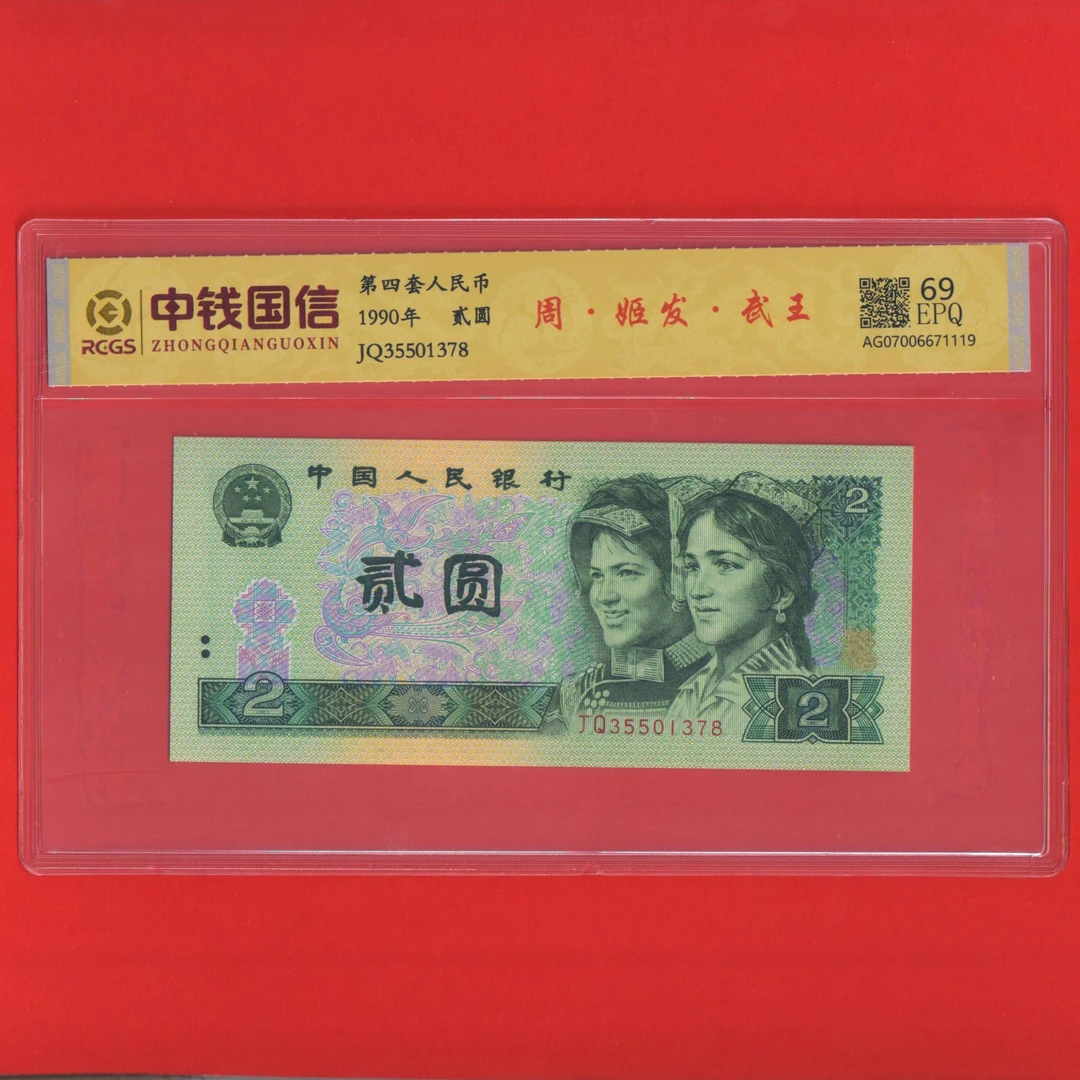 中钱国信
RCGS
ZHONGQIANGUOXIN
第四套人民币
1990年 贰圆
JQ35501378
周·姬发·武王
69
EPQ
AG07006671119
中国人民银行
2
贰圆
2
JQ35501378
2